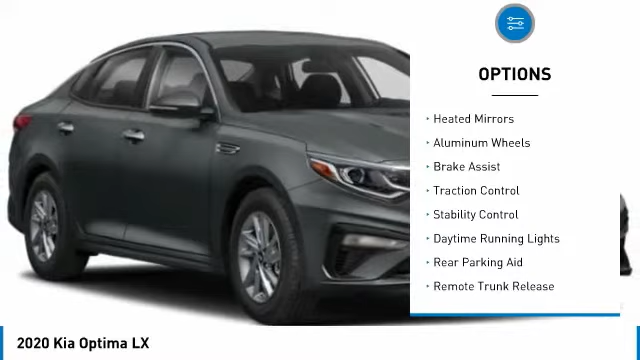 OPTIONS
Heated Mirrors
Aluminum Wheels
Brake Assist
Traction Control
Stability Control
Daytime Running Lights
Rear Parking Aid
Remote Trunk Release
2020 Kia Optima LX